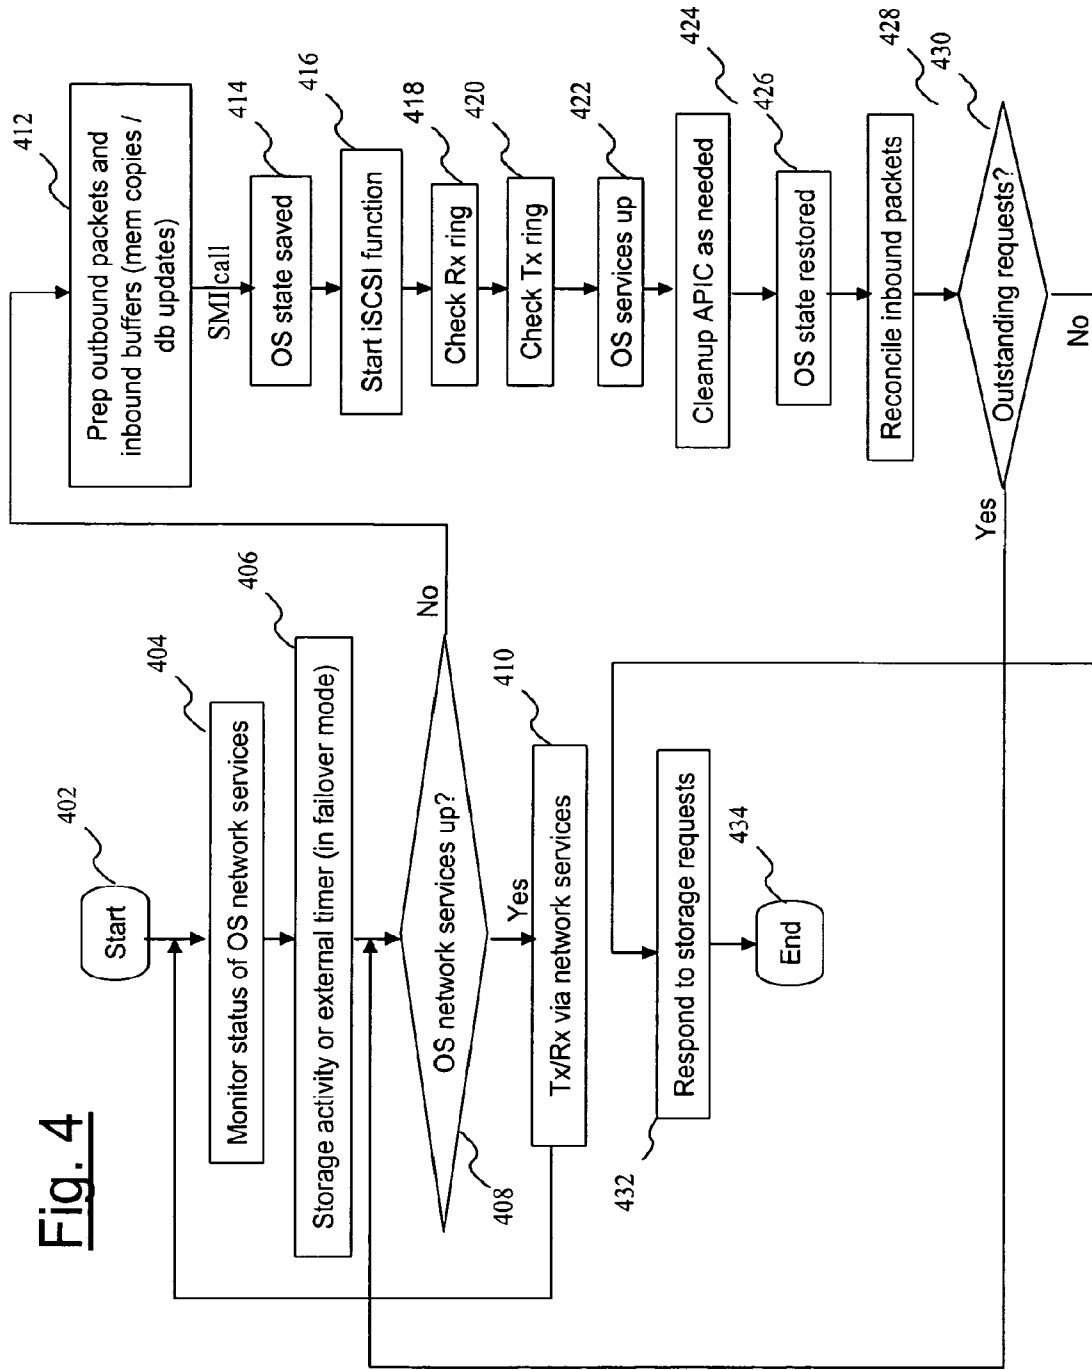 Fig. 4
402
Start
404
Monitor status of OS network services
406
Storage activity or external timer (in failover mode)
408
OS network services up?
No
Yes
410
Tx/Rx via network services
412
Prep outbound packets and
inbound buffers (mem copies /
db updates)
SMIcall
414
OS state saved
416
Start iSCSI function
418
Check Rx ring
420
Check Tx ring
422
OS services up
424
Cleanup APIC as needed
426
OS state restored
428
Reconcile inbound packets
430
Outstanding requests?
Yes
No
432
Respond to storage requests
434
End